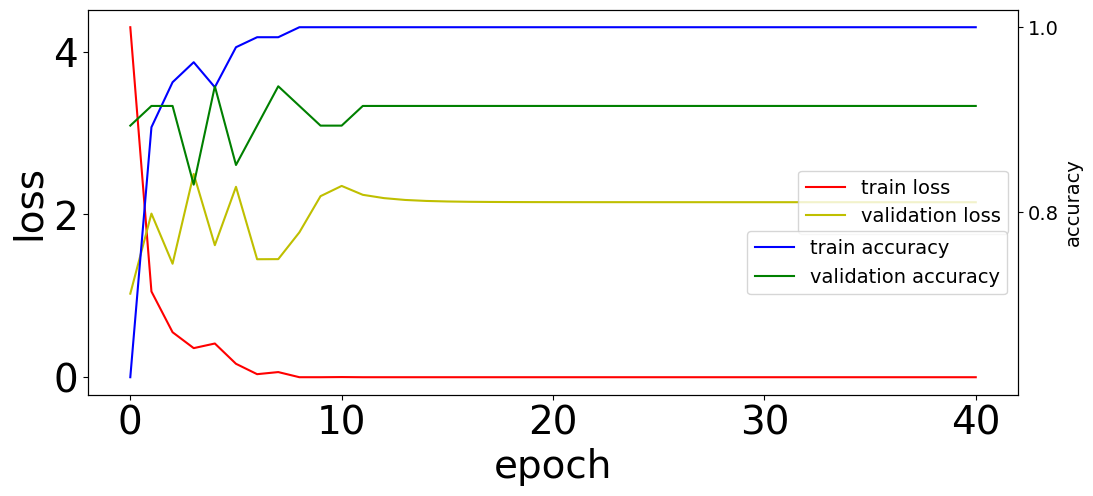 4
2
0
loss
0
10
20
30
40
epoch
1.0
0.8
accuracy
train loss
validation loss
train accuracy
validation accuracy